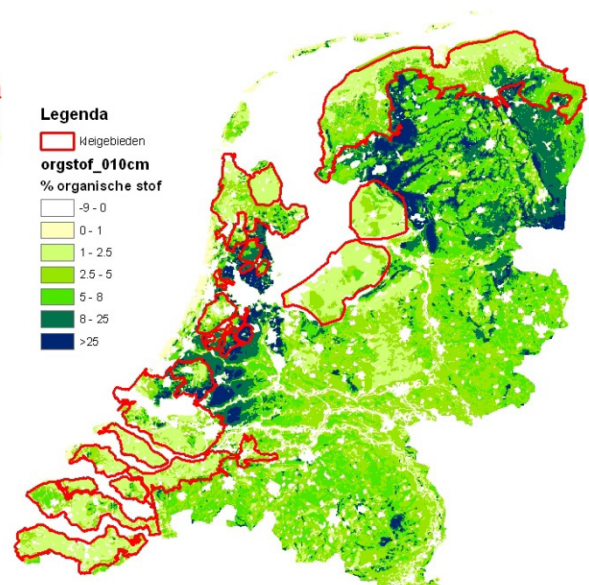 Legenda
kleigebieden
orgstof_010cm
% organische stof
-9 - 0
0 - 1
1 - 2.5
2.5 - 5
5 - 8
8 - 25
>25